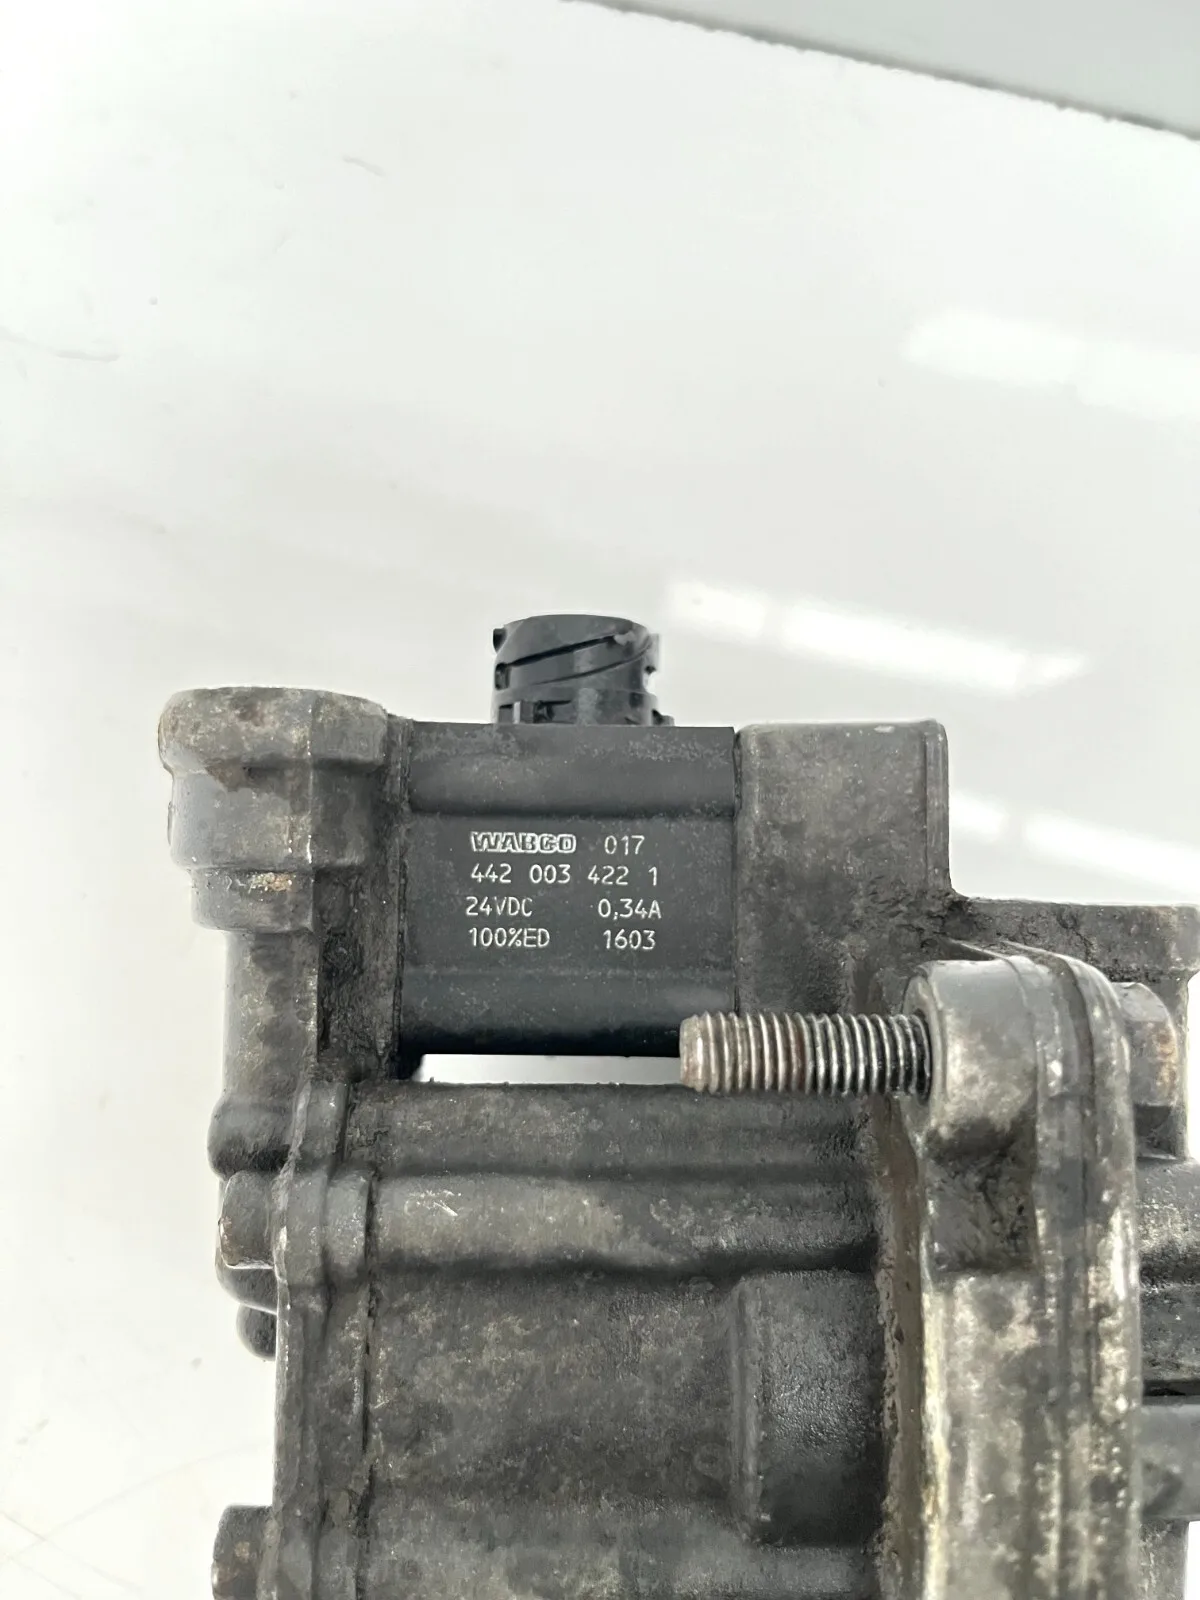 WABCO 017
442 003 422 1
24VDC 0,34A
100%ED 1603